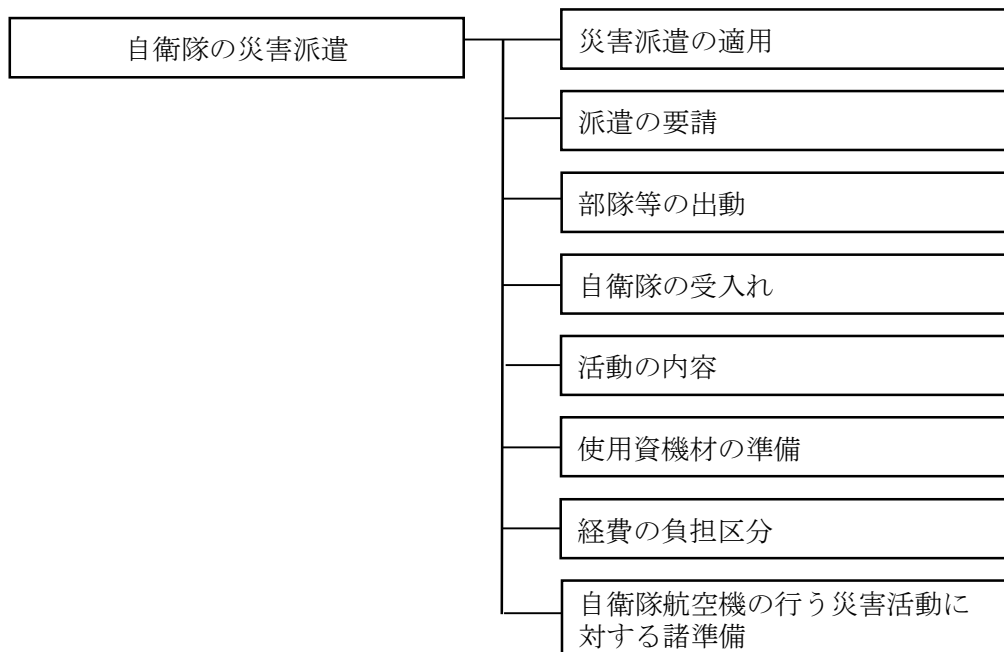 自衛隊の災害派遣
災害派遣の適用
派遣の要請
部隊等の出動
自衛隊の受入れ
活動の内容
使用資機材の準備
経費の負担区分
自衛隊航空機の行う災害活動に
対する諸準備